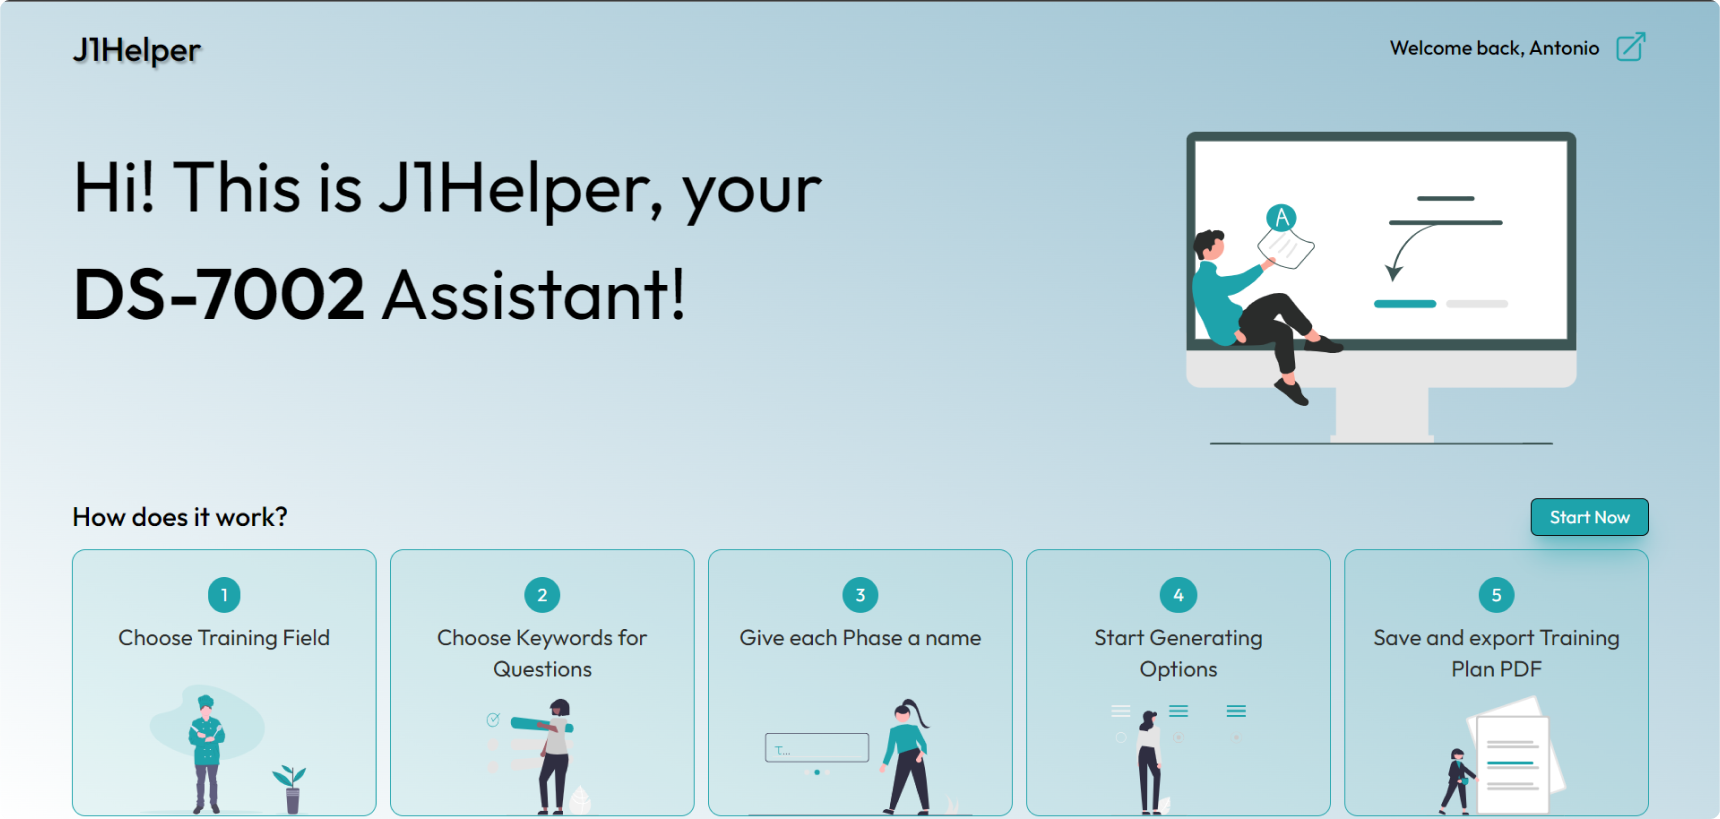 J1Helper
Welcome back, Antonio
Hi! This is J1Helper, your
DS-7002 Assistant!
A
How does it work?
Start Now
1
Choose Training Field
2
Choose Keywords for
Questions
3
Give each Phase a name
T...
4
Start Generating
Options
5
Save and export Training
Plan PDF